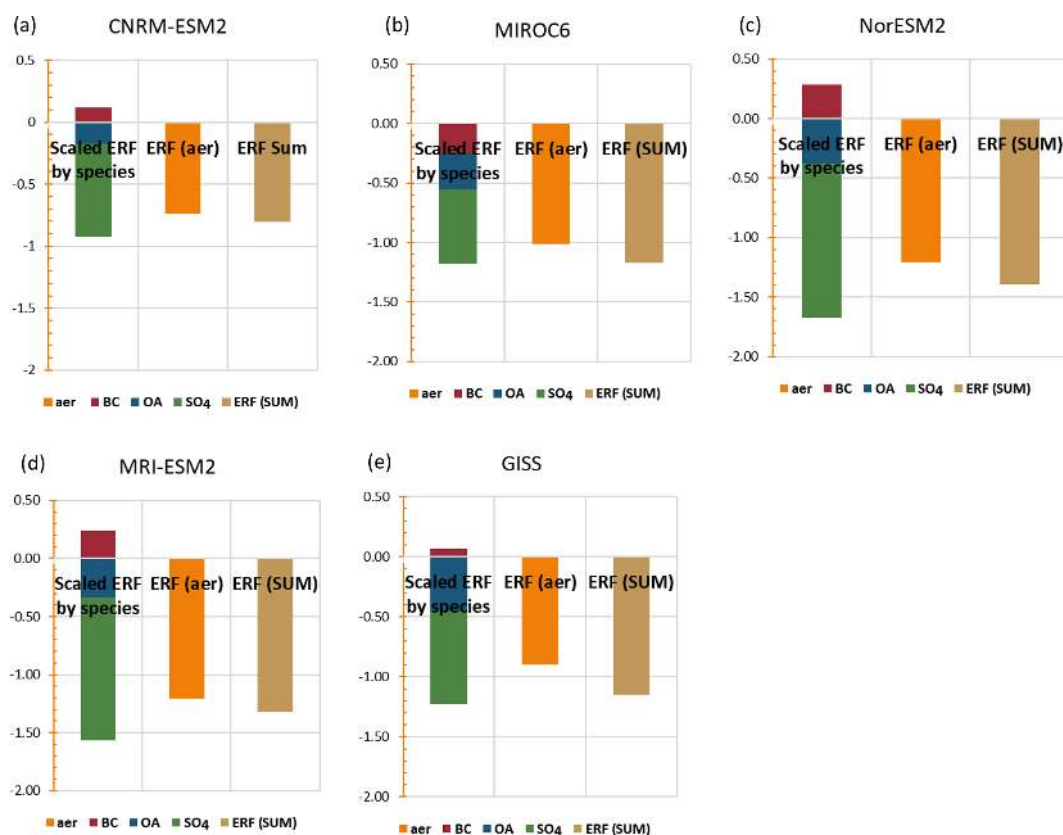 (a)
CNRM-ESM2
0.5
0
-0.5
-1
-1.5
-2
Scaled ERF
by species
ERF (aer)
ERF Sum
aer BC OA SO4 ERF (SUM)
(b)
MIROC6
0.50
0.00
-0.50
-1.00
-1.50
-2.00
Scaled ERF
by species
ERF (aer)
ERF (SUM)
aer BC OA SO4 ERF (SUM)
(c)
NorESM2
0.50
0.00
-0.50
-1.00
-1.50
-2.00
Scaled ERF
by species
ERF (aer)
ERF (SUM)
aer BC OA SO4 ERF (SUM)
(d)
MRI-ESM2
0.50
0.00
-0.50
-1.00
-1.50
-2.00
Scaled ERF
by species
ERF (aer)
ERF (SUM)
aer BC OA SO4 ERF (SUM)
(e)
GISS
0.50
0.00
-0.50
-1.00
-1.50
-2.00
Scaled ERF
by species
ERF (aer)
ERF (SUM)
aer BC OA SO4 ERF (SUM)